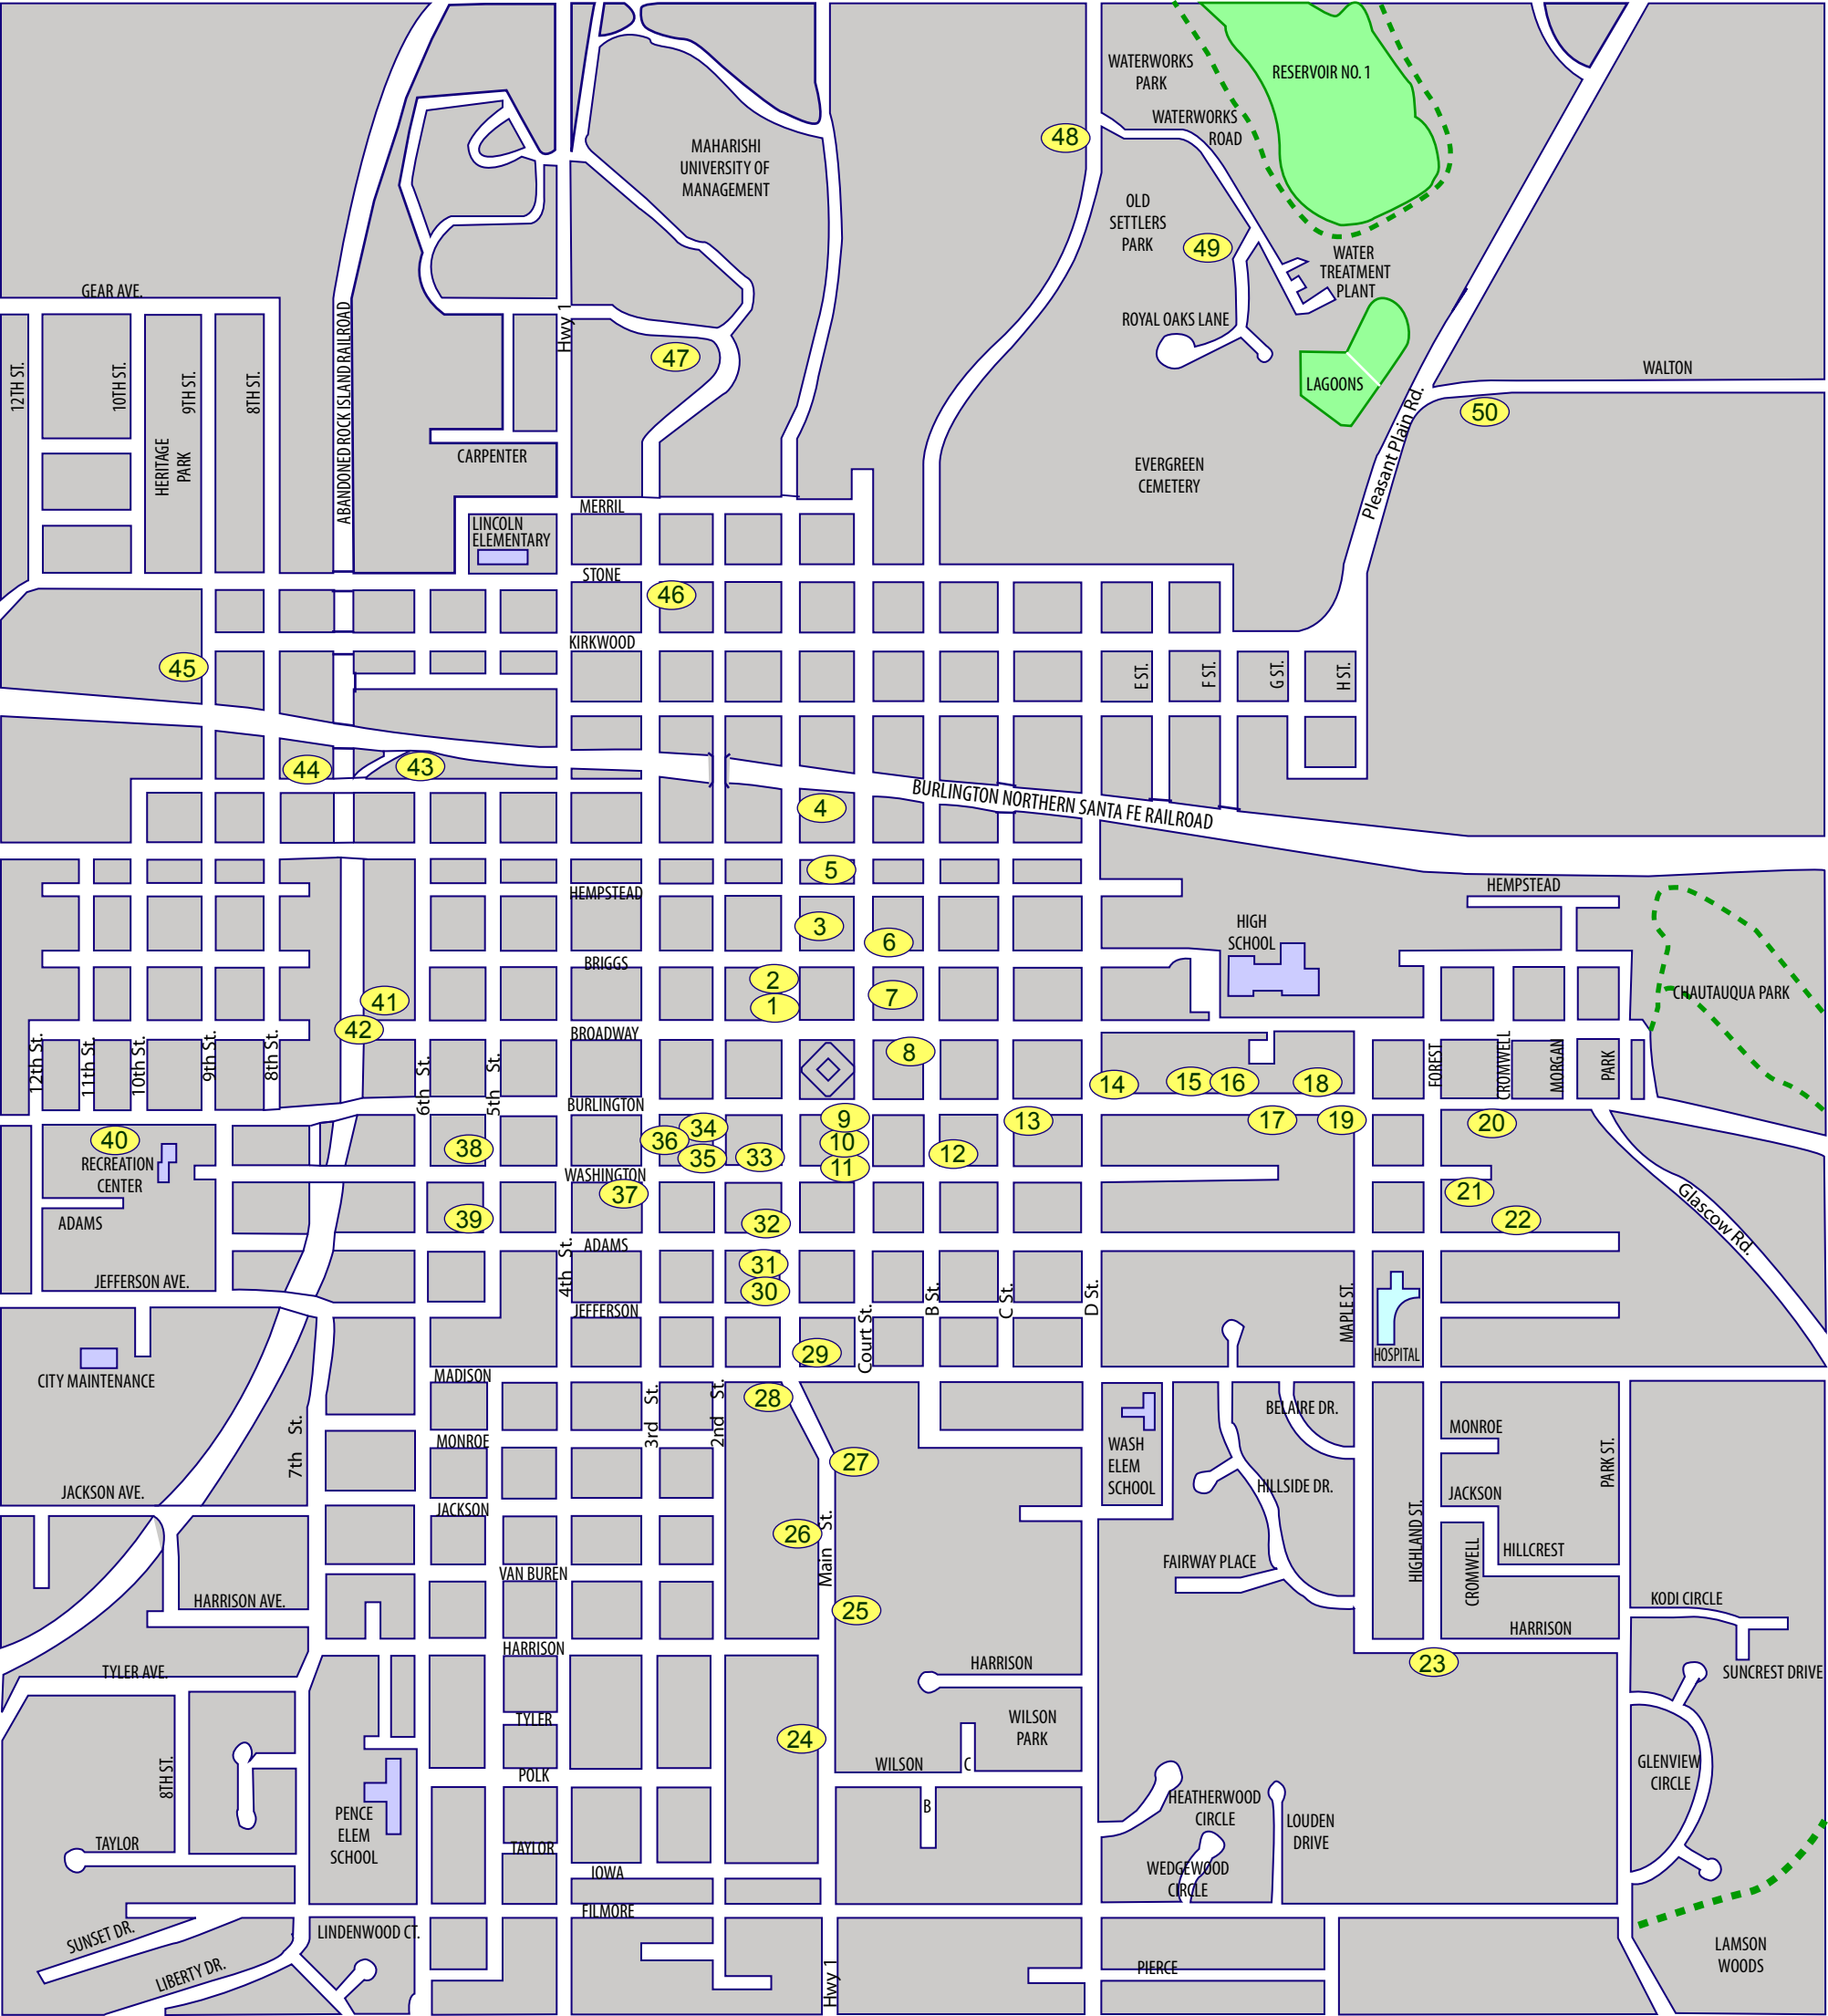 WATERWORKS
PARK
RESERVOIR NO. 1
WATERWORKS
ROAD
48
MAHARISHI
UNIVERSITY OF
MANAGEMENT
OLD
SETTLERS
PARK
49
WATER
TREATMENT
PLANT
GEAR AVE.
ROYAL OAKS LANE
Hwy 1
47
12TH ST.
10TH ST.
9TH ST.
8TH ST.
HERITAGE
PARK
ABANDONED ROCK ISLAND RAILROAD
LAGOONS
WALTON
50
Pleasant Plain Rd.
CARPENTER
EVERGREEN
CEMETERY
MERRIL
LINCOLN
ELEMENTARY
STONE
46
KIRKWOOD
45
E ST.
F ST.
G ST.
H ST.
44
43
4
BURLINGTON NORTHERN SANTA FE RAILROAD
5
HEMPSTEAD
HEMPSTEAD
3
6
HIGH
SCHOOL
BRIGGS
2
1
7
41
42
CHAUTAUQUA PARK
BROADWAY
8
12th St.
11th St.
10th St.
9th St.
8th St.
6th St.
5th St.
FOREST
CROMWELL
MORGAN
PARK
14
15
16
18
BURLINGTON
9
13
17
19
20
40
RECREATION
CENTER
38
36
34
35
33
10
11
12
WASHINGTON
37
21
22
Glascow Rd.
39
32
ADAMS
ADAMS
31
30
JEFFERSON AVE.
JEFFERSON
4th St.
Court St.
B St.
C St.
D St.
MAPLE ST.
HOSPITAL
29
CITY MAINTENANCE
MADISON
28
3rd St.
2nd St.
BELAIRE DR.
7th St.
MONROE
27
WASH
ELEM
SCHOOL
MONROE
PARK ST.
HILLSIDE DR.
JACKSON AVE.
JACKSON
JACKSON
26
Main St.
HIGHLAND ST.
CROMWELL
HILLCREST
FAIRWAY PLACE
VAN BUREN
HARRISON AVE.
25
KODI CIRCLE
HARRISON
HARRISON
HARRISON
23
TYLER AVE.
SUNCREST DRIVE
TYLER
WILSON
PARK
24
8TH ST.
POLK
WILSON
C
B
GLENVIEW
CIRCLE
HEATHERWOOD
CIRCLE
LOUDEN
DRIVE
PENCE
ELEM
SCHOOL
TAYLOR
TAYLOR
IOWA
WEDGEWOOD
CIRCLE
FILMORE
SUNSET DR.
LINDENWOOD CT.
LIBERTY DR.
PIERCE
Hwy 1
LAMSON
WOODS